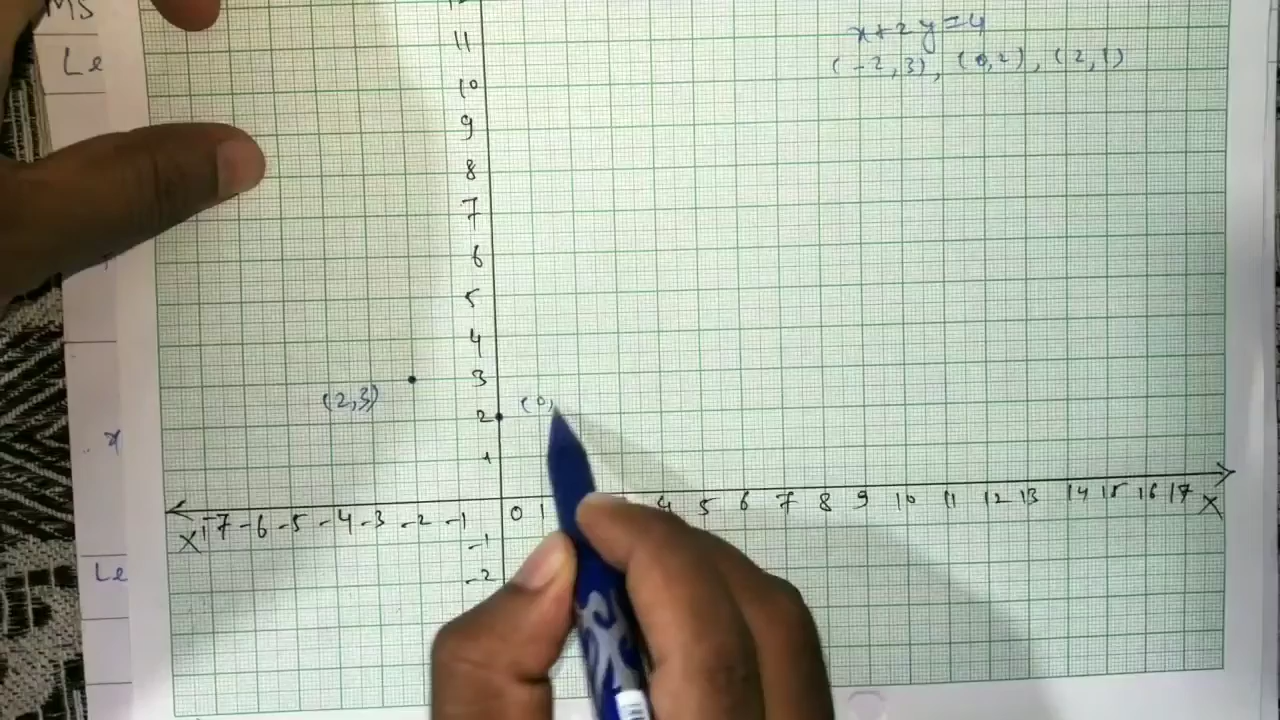 MS
Le
x+2y=4
(-2,3), (0,2), (2,1)
11
10
9
8
7
6
5
4
3
(2,3)
2
(0,
1
X' -7 -6 -5 -4 -3 -2 -1 0 1 4 5 6 7 8 9 10 11 12 13 14 15 16 17 X
-1
-2
x
Le